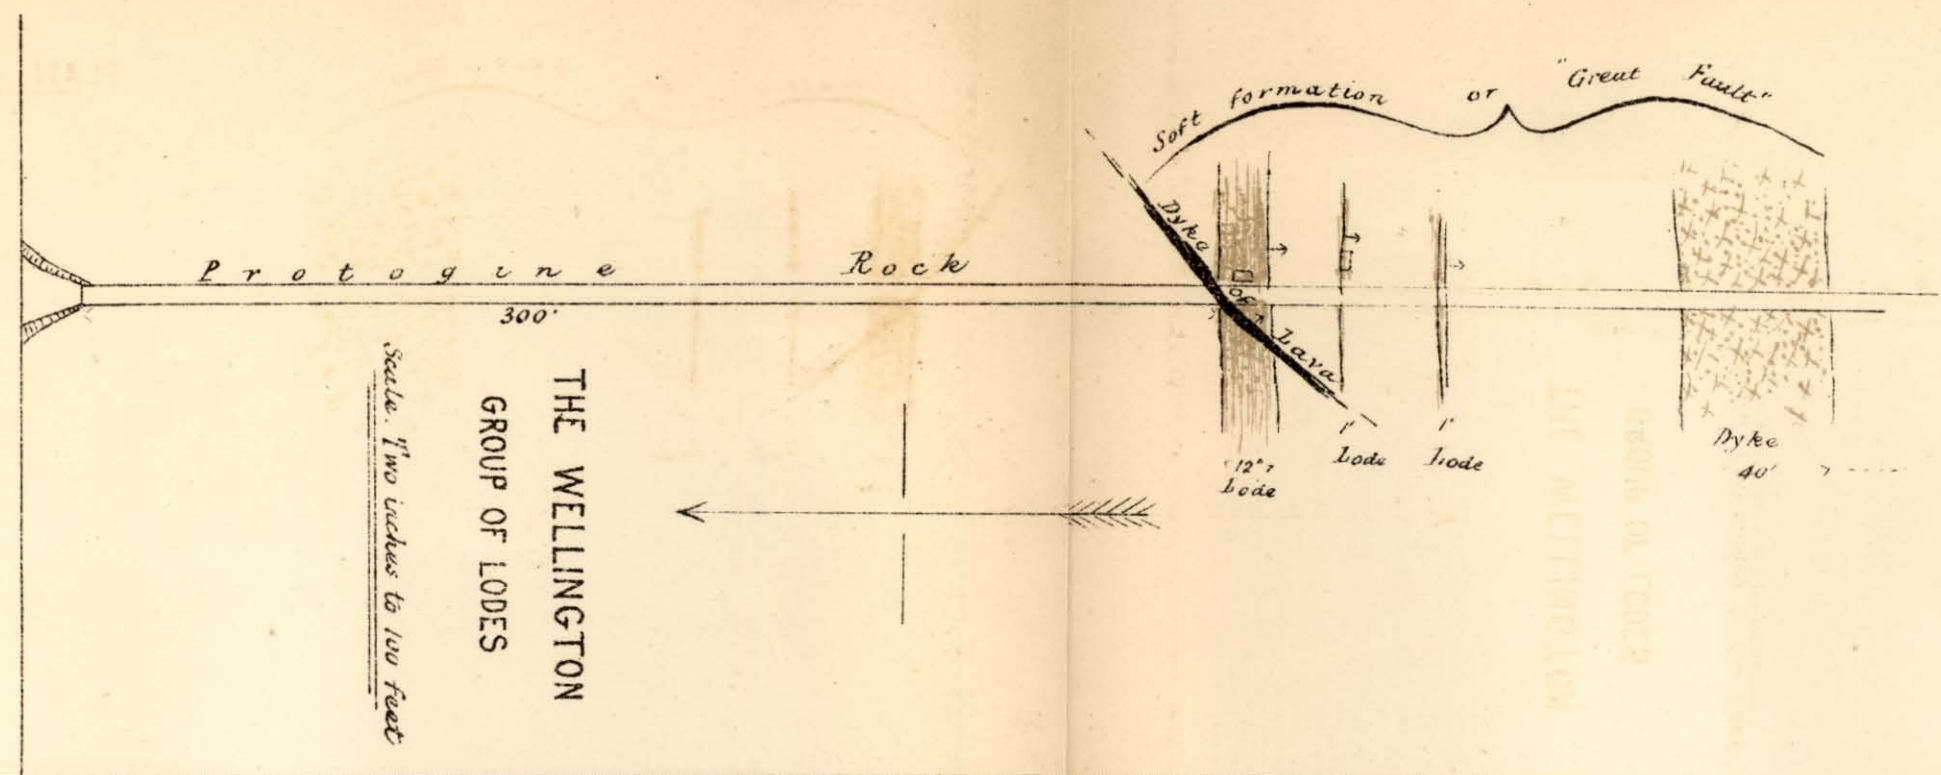 Soft formation or "Great Fault"
Dyke of Lava
Protogine Rock
300'
12"
Lode
1'
Lode
1'
Lode
Dyke
40'
THE WELLINGTON
GROUP OF LODES
Scale. Two inches to 100 feet